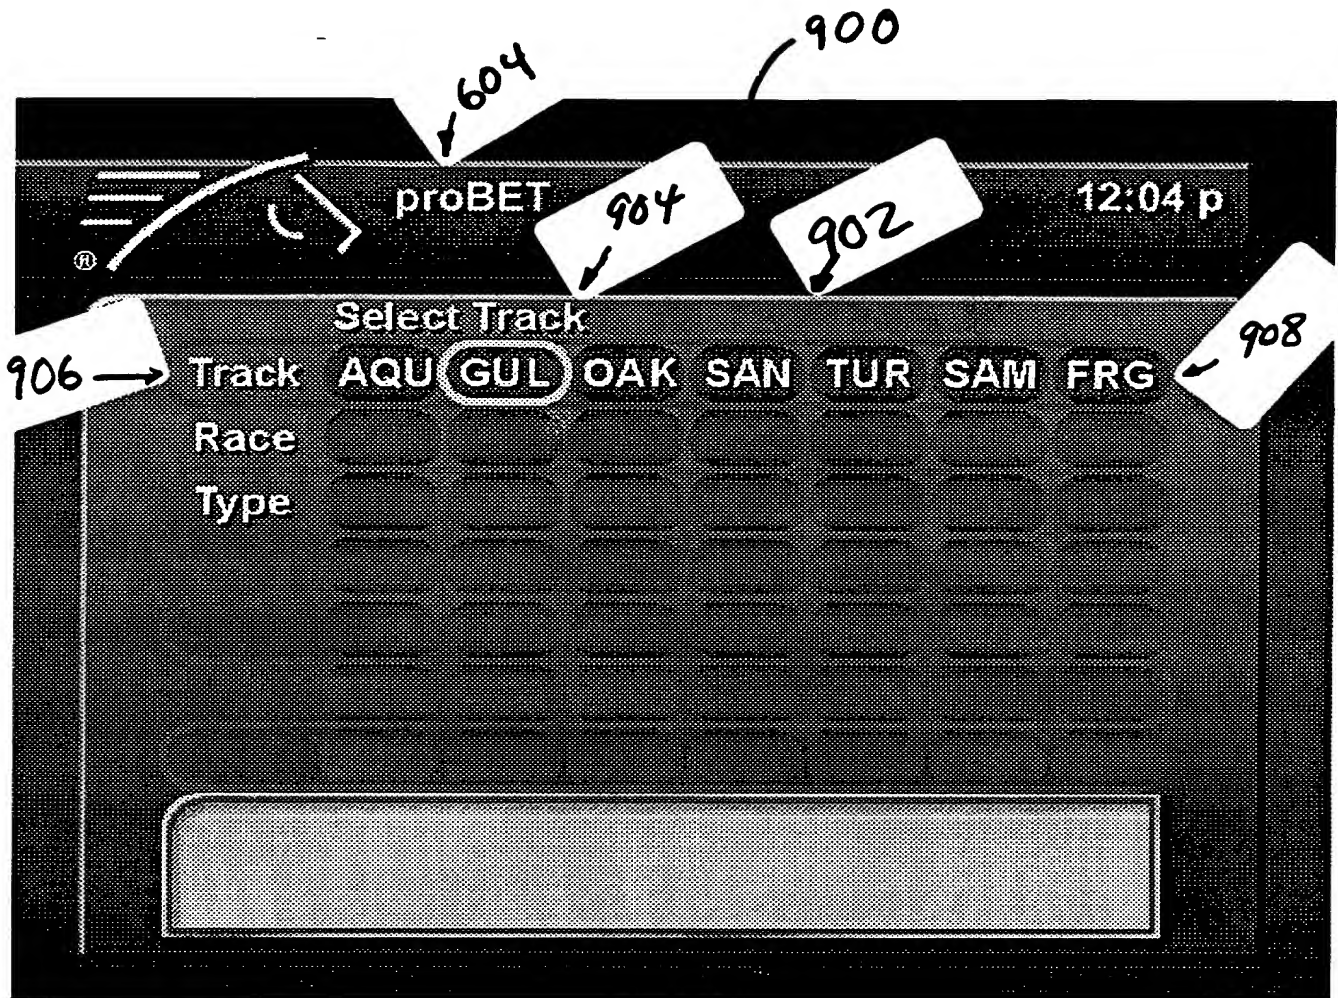 900
604
proBET
12:04 p
904
902
®
Select Track
908
906
Track AQU GUL OAK SAN TUR SAM FRG
Race
Type